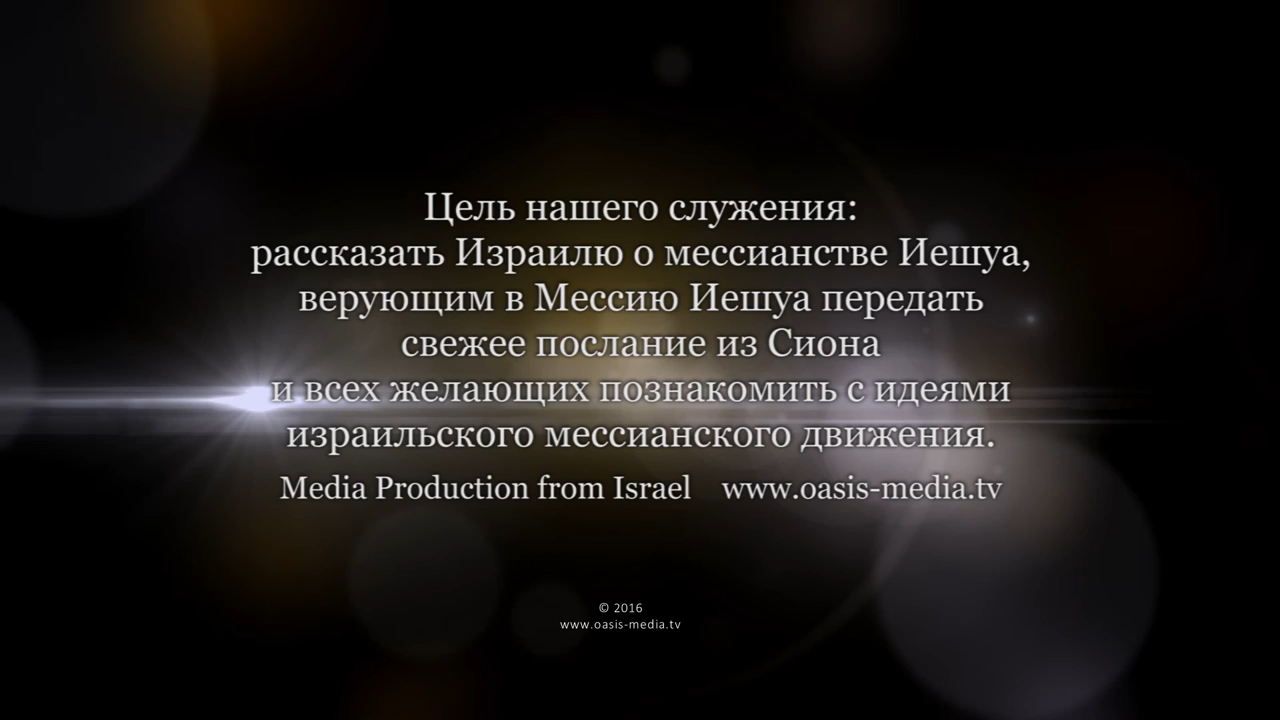 Цель нашего служения:
рассказать Израилю о мессианстве Иешуа,
верующим в Мессию Иешуа передать
свежее послание из Сиона
и всех желающих познакомить с идеями
израильского мессианского движения.
Media Production from Israel www.oasis-media.tv
© 2016
www.oasis-media.tv